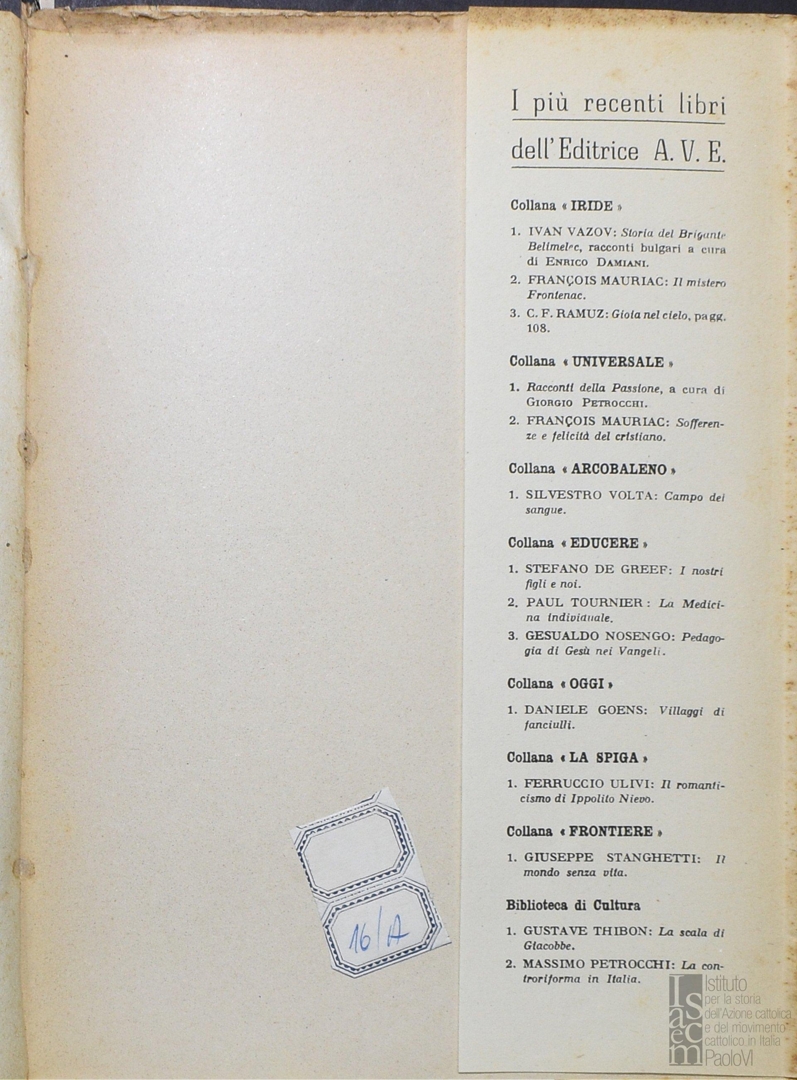 I più recenti libri
dell'Editrice A. V. E.
Collana « IRIDE »
1. IVAN VAZOV: Storia del Brigante
Belimelec, racconti bulgari a cura
di ENRICO DAMIANI.
2. FRANÇOIS MAURIAC: Il mistero
Frontenac.
3. C. F. RAMUZ: Gioia nel cielo, pagg.
108.
Collana « UNIVERSALE »
1. Racconti della Passione, a cura di
GIORGIO PETROCCHI.
2. FRANÇOIS MAURIAC: Sofferen-
ze e felicità del cristiano.
Collana « ARCOBALENO »
1. SILVESTRO VOLTA: Campo del
sangue.
Collana « EDUCERE »
1. STEFANO DE GREEF: I nostri
figli e noi.
2. PAUL TOURNIER : La Medici-
na individuale.
3. GESUALDO NOSENGO: Pedago-
gia di Gesù nei Vangeli.
Collana « OGGI »
1. DANIELE GOENS: Villaggi di
fanciulli.
Collana « LA SPIGA »
1. FERRUCCIO ULIVI: Il romanti-
cismo di Ippolito Nievo.
Collana « FRONTIERE »
1. GIUSEPPE STANGHETTI: Il
mondo senza vita.
Biblioteca di Cultura
1. GUSTAVE THIBON: La scala di
Giacobbe.
2. MASSIMO PETROCCHI: La con-
troriforma in Italia.
16/A
Isacem
Istituto
per la storia
dell'Azione cattolica
e del movimento
cattolico in Italia
PaoloVI